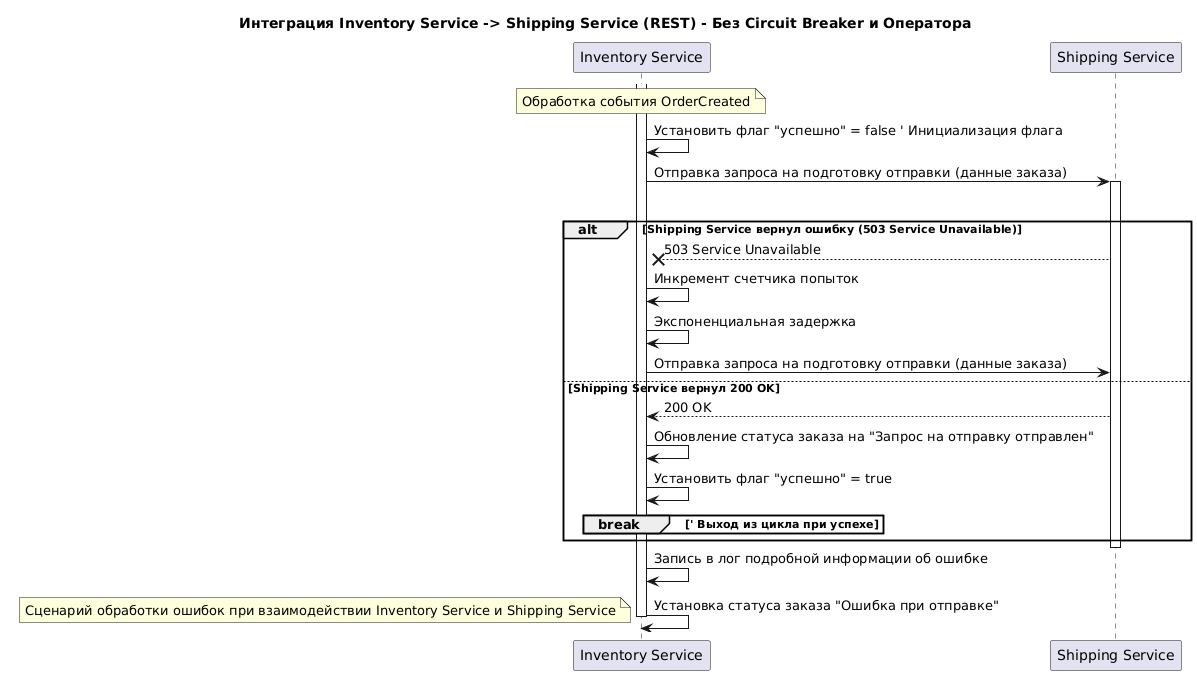 Интеграция Inventory Service -> Shipping Service (REST) - Без Circuit Breaker и Оператора
Inventory Service
Shipping Service
Обработка события OrderCreated
Установить флаг "успешно" = false ' Инициализация флага
Отправка запроса на подготовку отправки (данные заказа)
alt
[Shipping Service вернул ошибку (503 Service Unavailable)]
503 Service Unavailable
Инкремент счетчика попыток
Экспоненциальная задержка
Отправка запроса на подготовку отправки (данные заказа)
[Shipping Service вернул 200 OK]
200 OK
Обновление статуса заказа на "Запрос на отправку отправлен"
Установить флаг "успешно" = true
break
[' Выход из цикла при успехе]
Запись в лог подробной информации об ошибке
Сценарий обработки ошибок при взаимодействии Inventory Service и Shipping Service
Установка статуса заказа "Ошибка при отправке"
Inventory Service
Shipping Service